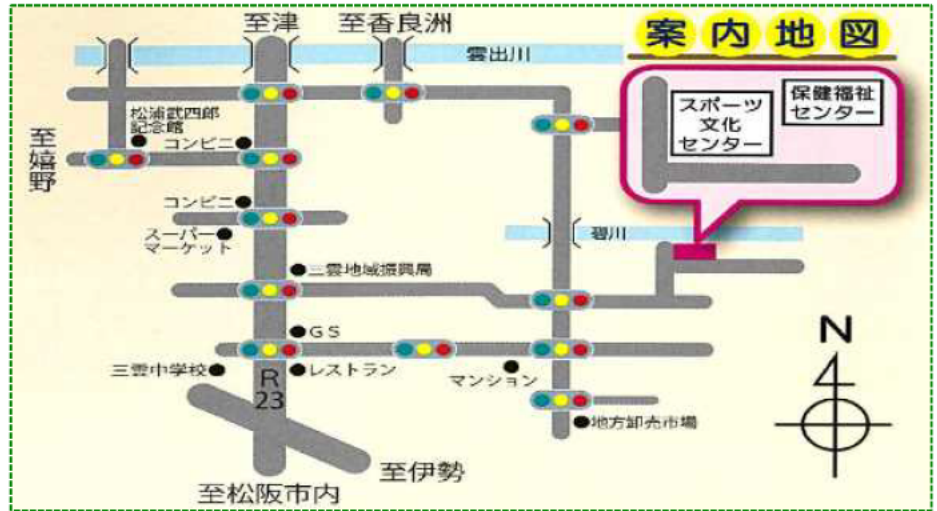 案内地図
至津
至香良洲
雲出川
スポーツ
文化
センター
保健福祉
センター
松浦武四郎
記念館
コンビニ
至嬉野
コンビニ
スーパー
マーケット
碧川
三雲地域振興局
GS
三雲中学校
R
23
レストラン
マンション
地方卸売市場
N
至伊勢
至松阪市内